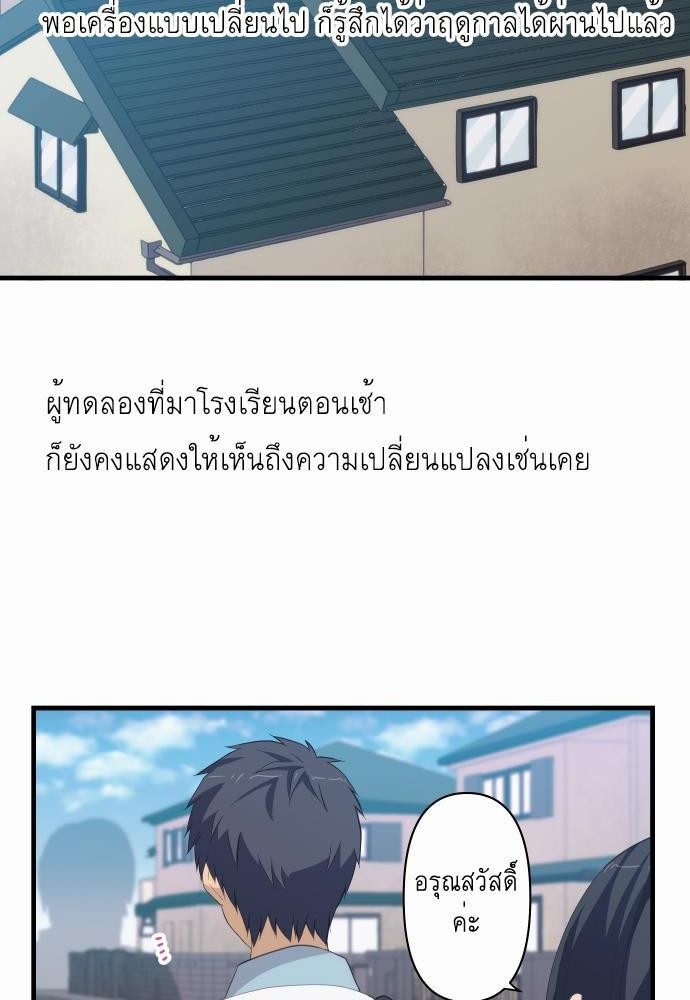 พอเครื่องแบบเปลี่ยนไป ก็รู้สึกได้ว่าฤดูกาลได้ผ่านไปแล้ว
ผู้ทดลองที่มาโรงเรียนตอนเช้า
ก็ยังคงแสดงให้เห็นถึงความเปลี่ยนแปลงเช่นเคย
อรุณสวัสดิ์
ค่ะ